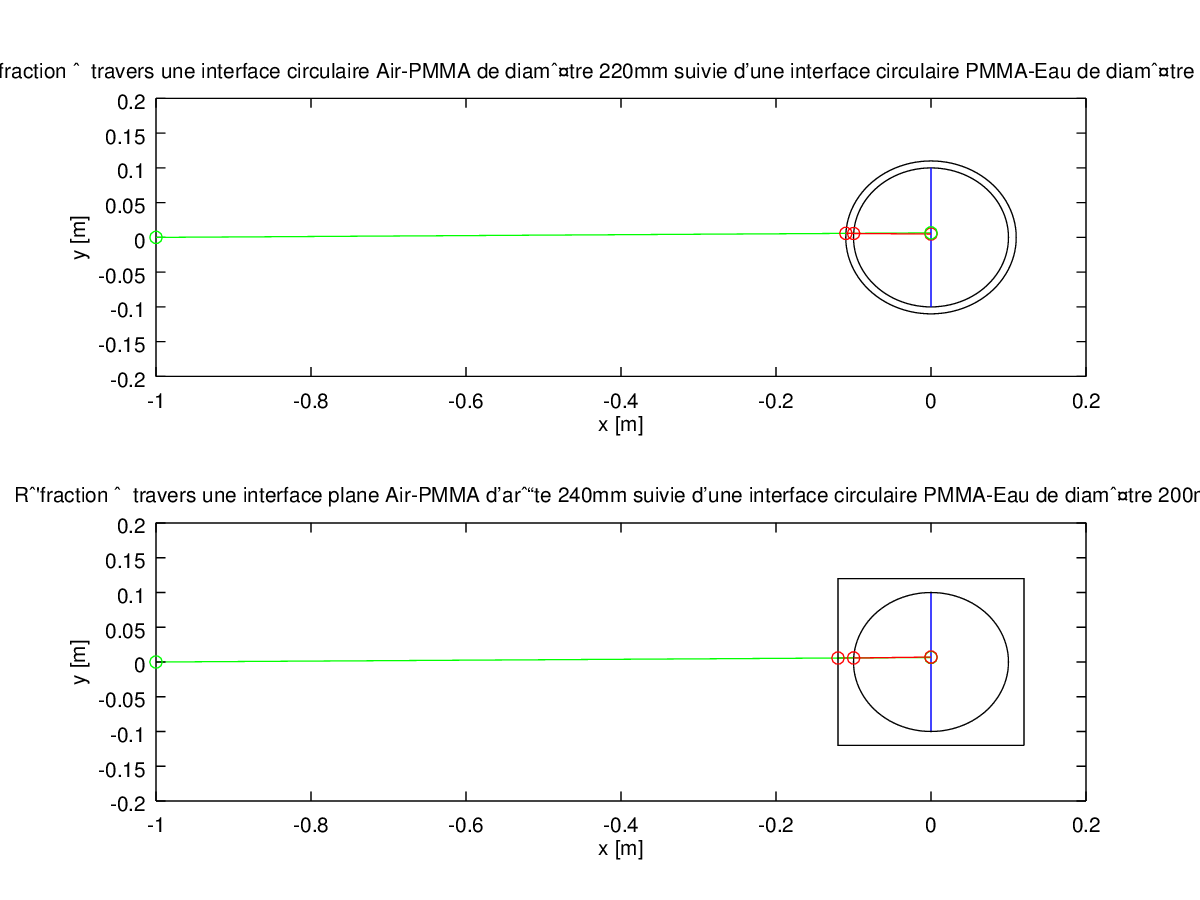 fraction ˆ travers une interface circulaire Air-PMMA de diamˆ¤tre 220mm suivie d’une interface circulaire PMMA-Eau de diamˆ¤tre
0.2
0.15
0.1
0.05
0
-0.05
-0.1
-0.15
-0.2
y [m]
-1 -0.8 -0.6 -0.4 -0.2 0 0.2
x [m]
Rˆ'fraction ˆ travers une interface plane Air-PMMA d’arˆ“te 240mm suivie d’une interface circulaire PMMA-Eau de diamˆ¤tre 200
0.2
0.15
0.1
0.05
0
-0.05
-0.1
-0.15
-0.2
y [m]
-1 -0.8 -0.6 -0.4 -0.2 0 0.2
x [m]